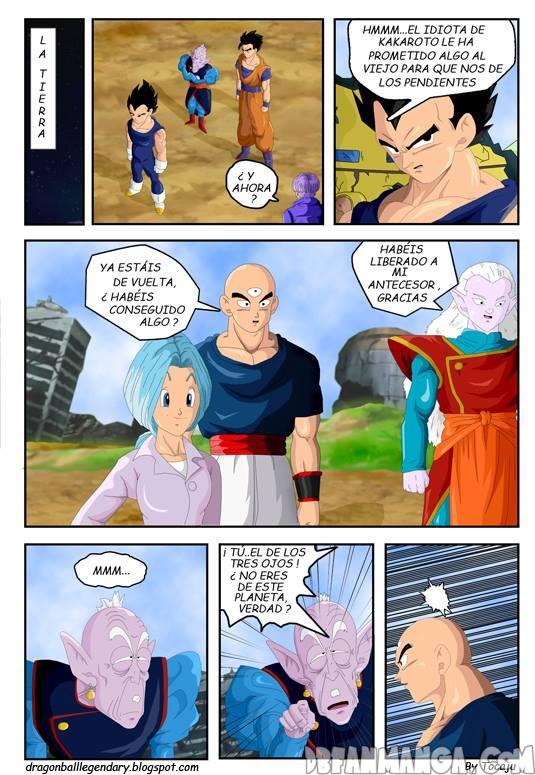 LA TIERRA
¿ Y
AHORA
?
HMMM...EL IDIOTA DE
KAKAROTO LE HA
PROMETIDO ALGO AL
VIEJO PARA QUE NOS DE
LOS PENDIENTES
YA ESTÁIS
DE VUELTA,
¿ HABÉIS
CONSEGUIDO
ALGO ?
HABÉIS
LIBERADO A
MI
ANTECESOR ,
GRACIAS
MMM...
¡ TÚ..EL DE LOS
TRES OJOS !
¿ NO ERES
DE ESTE
PLANETA,
VERDAD ?
dragonballlegendary.blogspot.com
By Tocaju
DBFANMANGA.COM